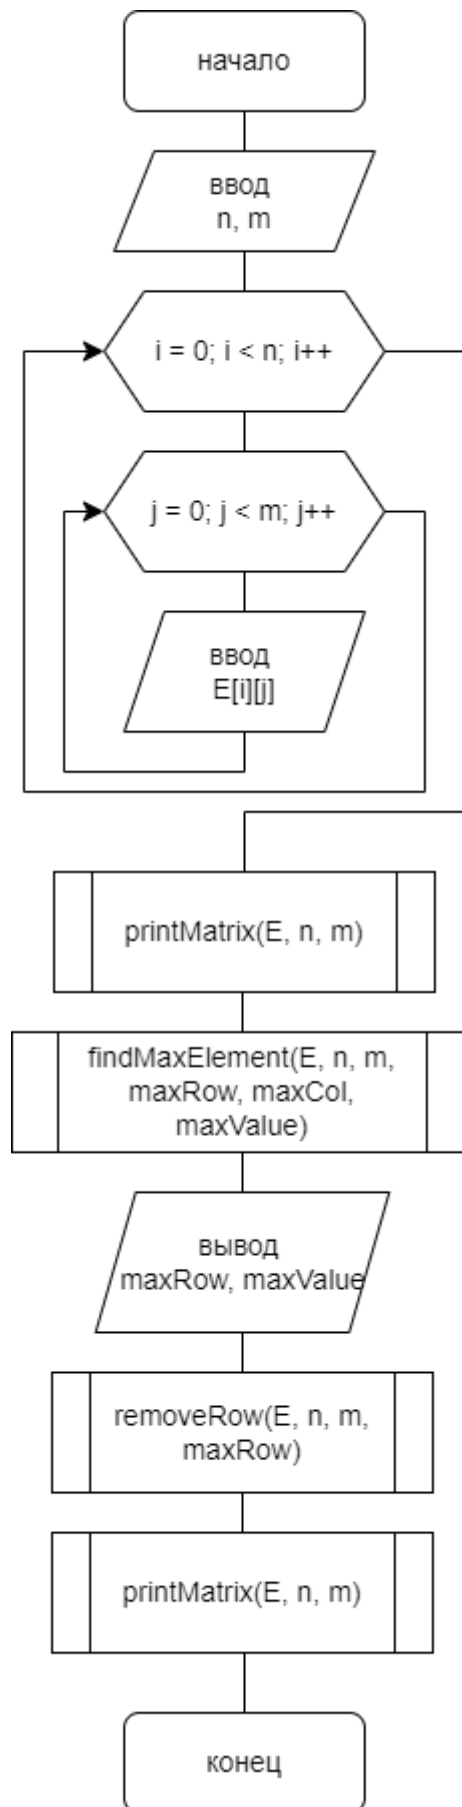 начало
ввод
n, m
i = 0; i < n; i++
j = 0; j < m; j++
ввод
E[i][j]
printMatrix(E, n, m)
findMaxElement(E, n, m,
maxRow, maxCol,
maxValue)
вывод
maxRow, maxValue
removeRow(E, n, m,
maxRow)
printMatrix(E, n, m)
конец